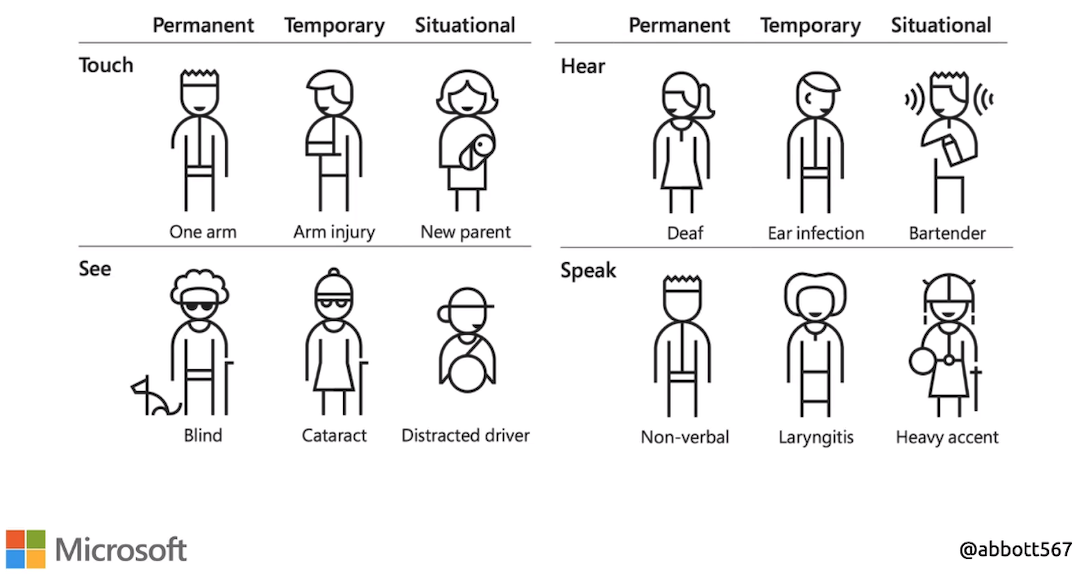 Permanent Temporary Situational
Touch
One arm Arm injury New parent
See
Blind Cataract Distracted driver
Permanent Temporary Situational
Hear
Deaf Ear infection Bartender
Speak
Non-verbal Laryngitis Heavy accent
Microsoft
@abbott567